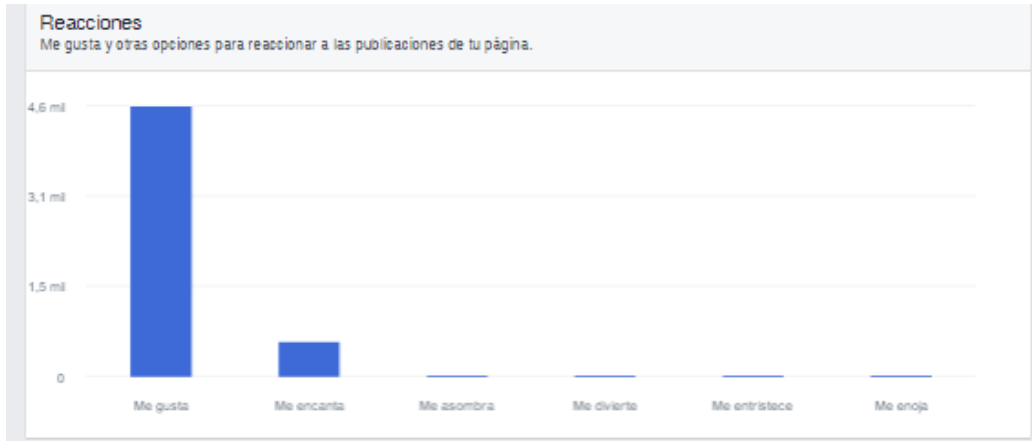 Reacciones
Me gusta y otras opciones para reaccionar a las publicaciones de tu página.
4,6 mil
3,1 mil
1,5 mil
0
Me gusta Me encanta Me asombra Me divierte Me entristece Me enoja